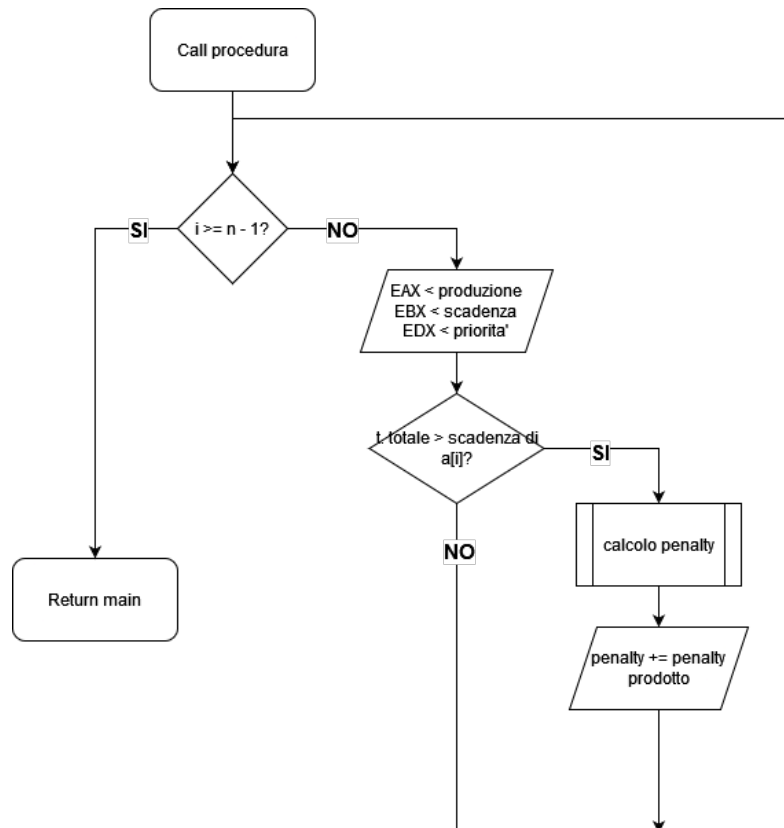 Call procedura
i >= n - 1?
SI
NO
EAX < produzione
EBX < scadenza
EDX < priorita'
t. totale > scadenza di
a[i]?
SI
NO
calcolo penalty
Return main
penalty += penalty
prodotto